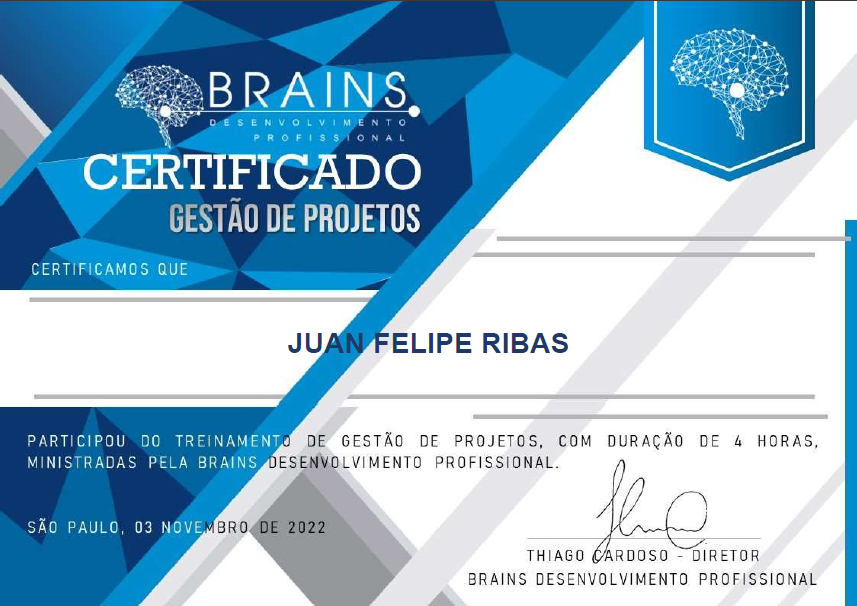 BRAINS
DESENVOLVIMENTO
PROFISSIONAL
CERTIFICADO
GESTÃO DE PROJETOS
CERTIFICAMOS QUE
JUAN FELIPE RIBAS
PARTICIPOU DO TREINAMENTO DE GESTÃO DE PROJETOS, COM DURAÇÃO DE 4 HORAS,
MINISTRADAS PELA BRAINS DESENVOLVIMENTO PROFISSIONAL.
SÃO PAULO, 03 NOVEMBRO DE 2022
THIAGO CARDOSO - DIRETOR
BRAINS DESENVOLVIMENTO PROFISSIONAL